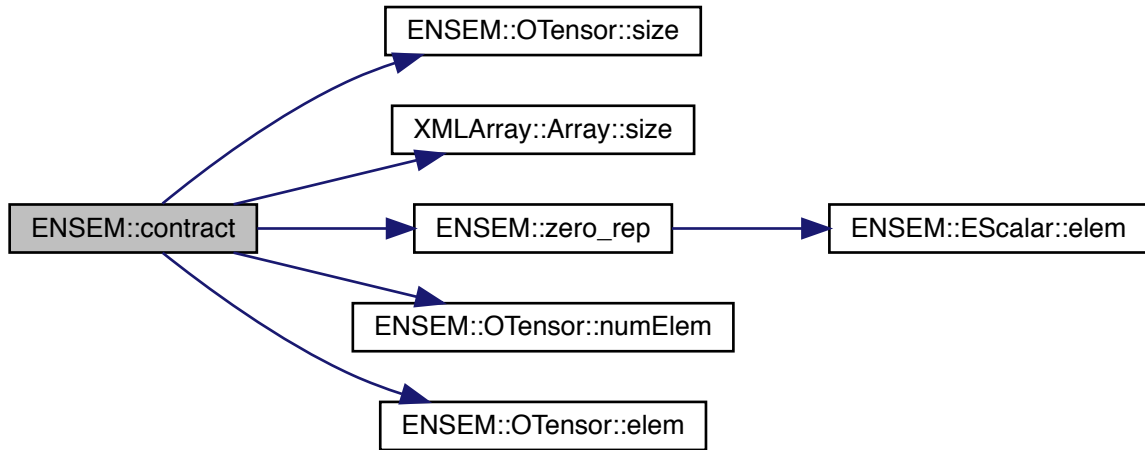 ENSEM::OTensor::size
XMLArray::Array::size
ENSEM::contract
ENSEM::zero_rep
ENSEM::EScalar::elem
ENSEM::OTensor::numElem
ENSEM::OTensor::elem